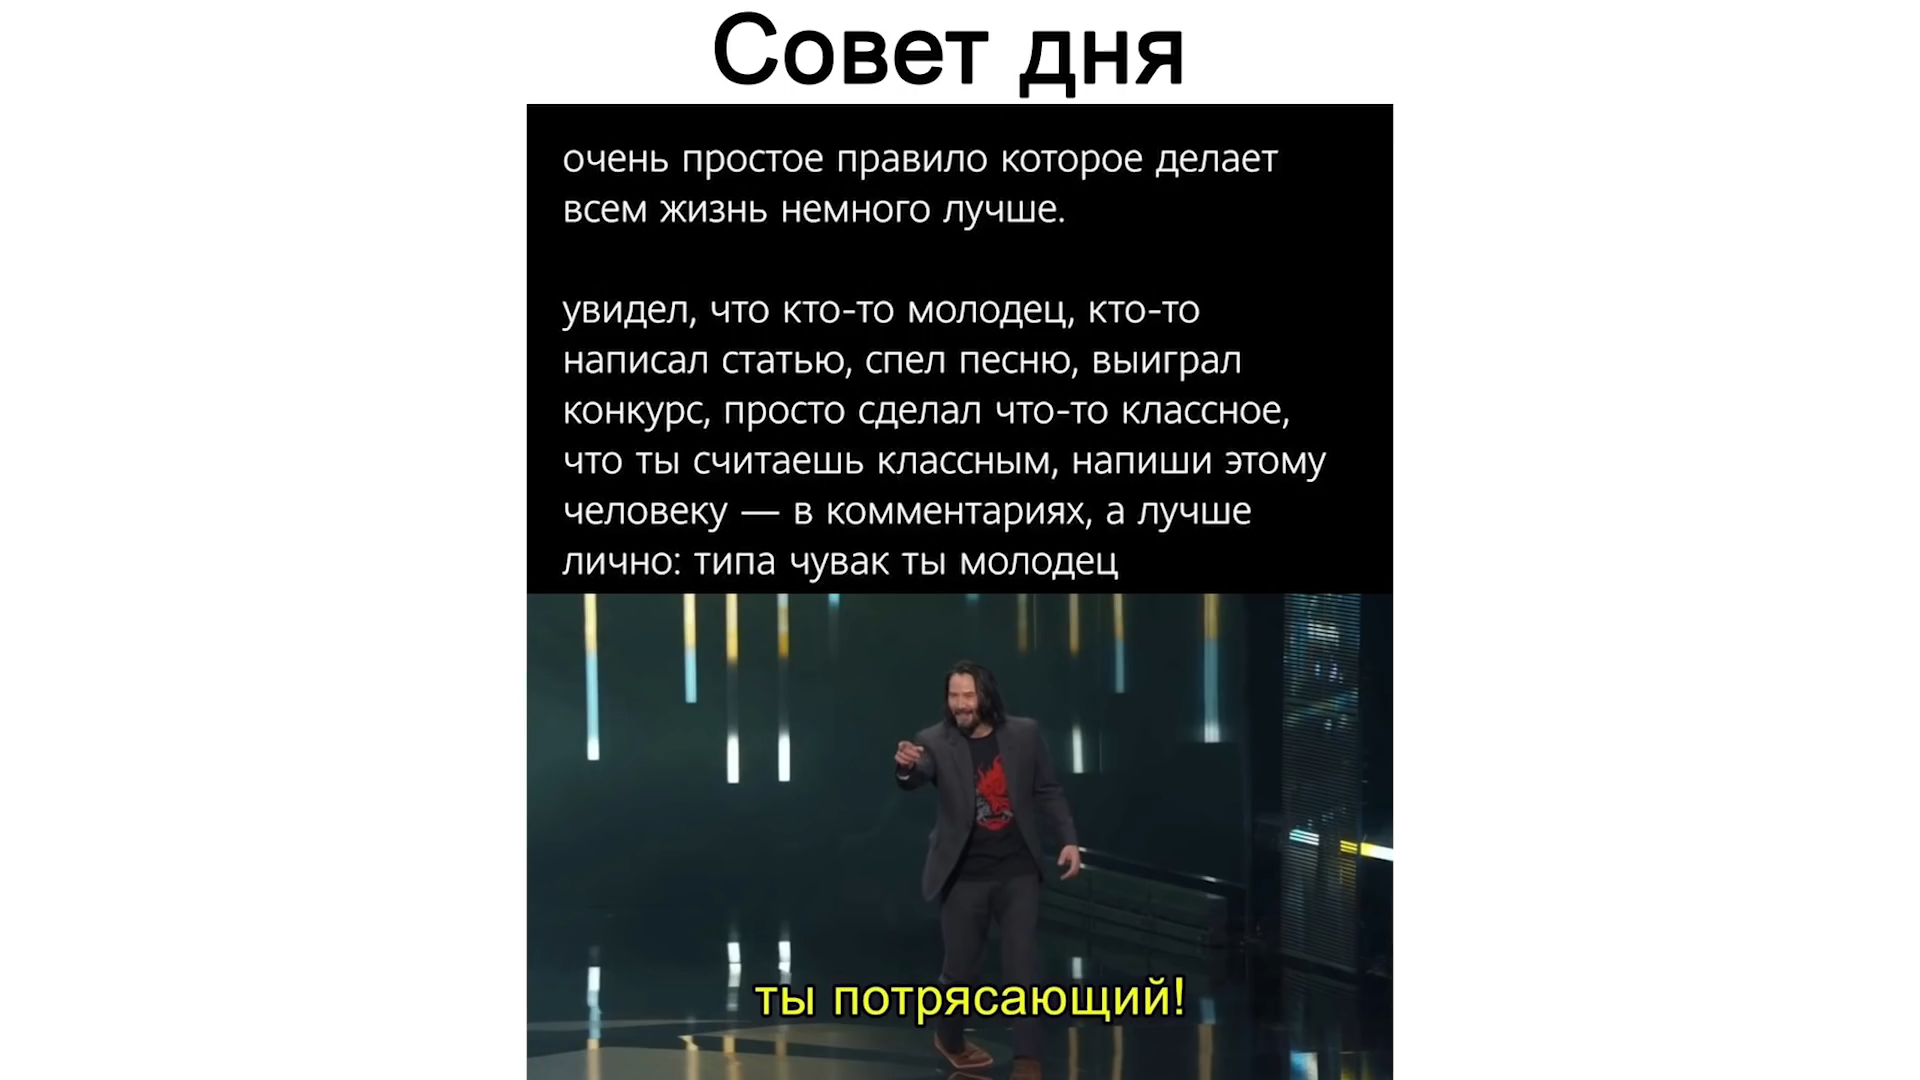 Совет дня
очень простое правило которое делает
всем жизнь немного лучше.
увидел, что кто-то молодец, кто-то
написал статью, спел песню, выиграл
конкурс, просто сделал что-то классное,
что ты считаешь классным, напиши этому
человеку — в комментариях, а лучше
лично: типа чувак ты молодец
ты потрясающий!